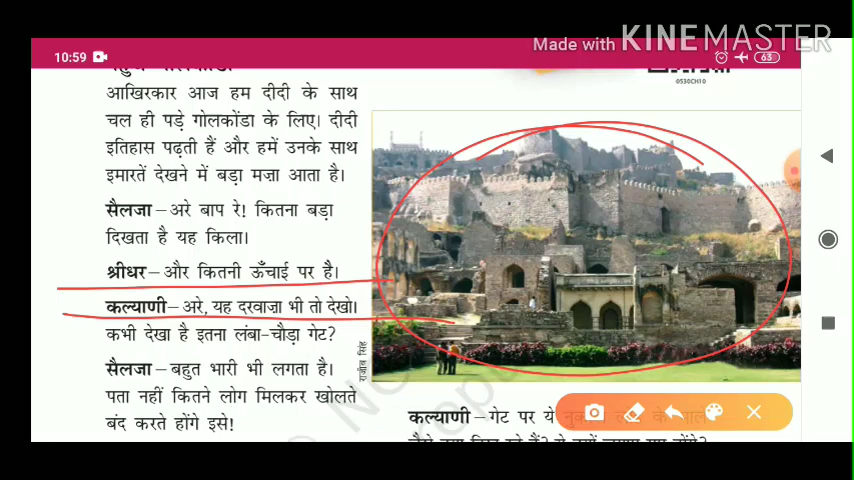 Made with KINEMASTER
10:59
63
0530CH10
आखिरकार आज हम दीदी के साथ
चल ही पड़े गोलकोंडा के लिए। दीदी
इतिहास पढ़ती हैं और हमें उनके साथ
इमारतें देखने में बड़ा मज़ा आता है।
सैलजा – अरे बाप रे! कितना बड़ा
दिखता है यह किला।
श्रीधर – और कितनी ऊँचाई पर है।
कल्याणी – अरे, यह दरवाज़ा भी तो देखो।
कभी देखा है इतना लंबा-चौड़ा गेट?
सैलजा – बहुत भारी भी लगता है।
पता नहीं कितने लोग मिलकर खोलते
बंद करते होंगे इसे!
राजीव सिंह
कल्याणी – गेट पर ये